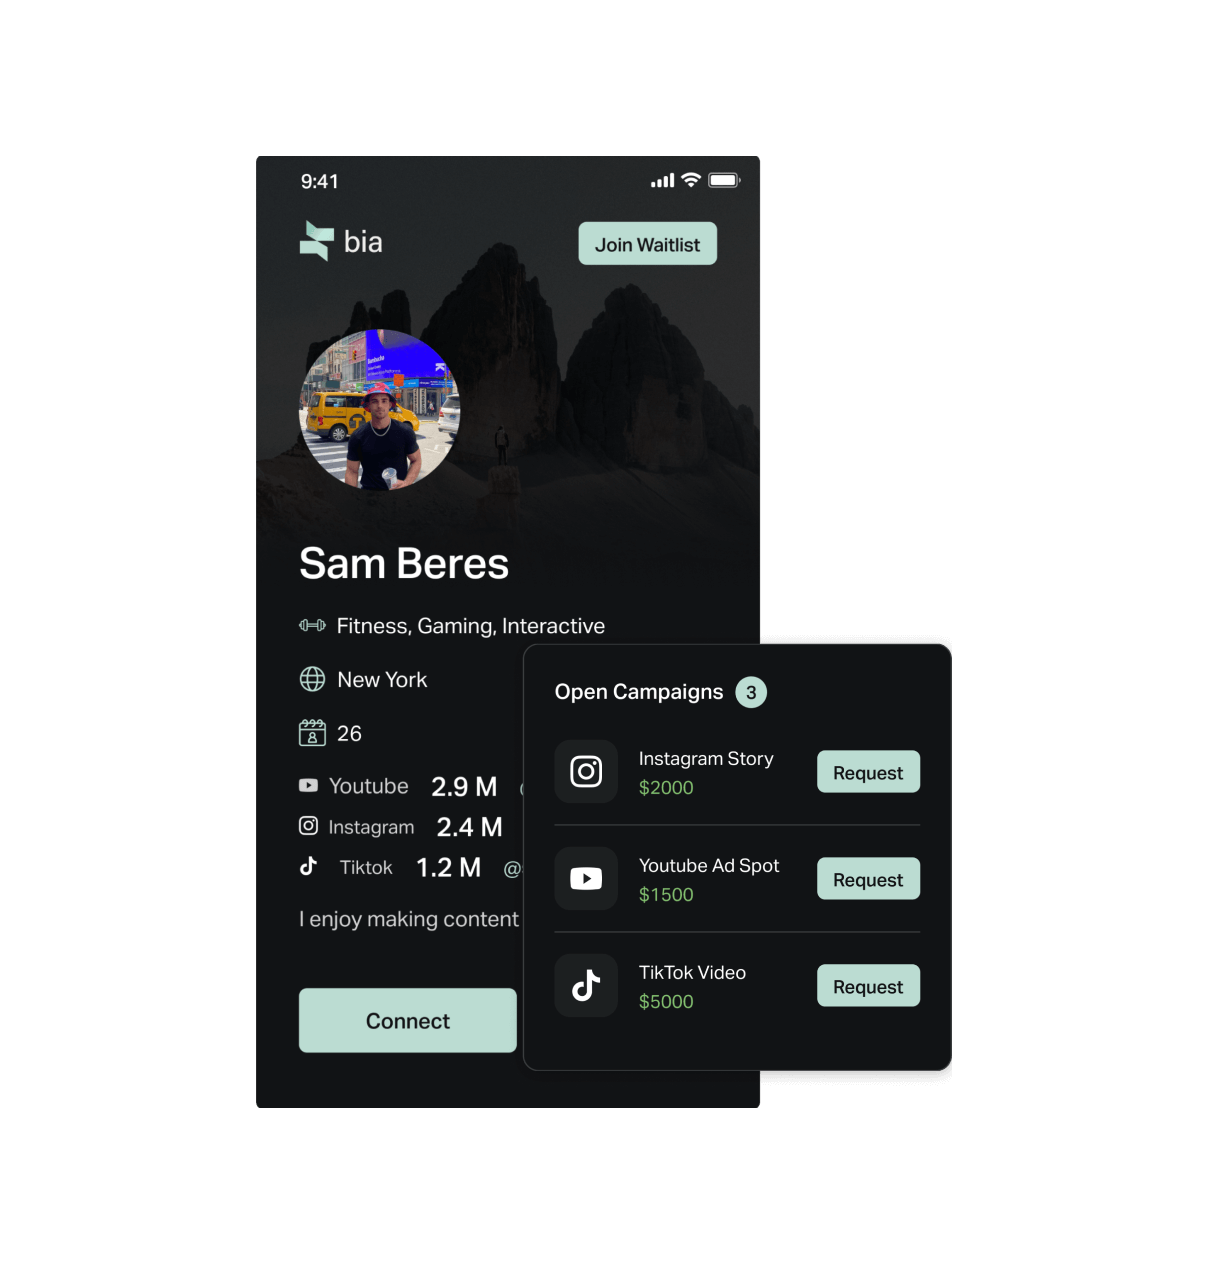 9:41
bia
Join Waitlist
Sam Beres
Fitness, Gaming, Interactive
New York
26
Youtube 2.9 M
Instagram 2.4 M
Tiktok 1.2 M @
I enjoy making content
Connect
Open Campaigns 3
Instagram Story
$2000
Request
Youtube Ad Spot
$1500
Request
TikTok Video
$5000
Request